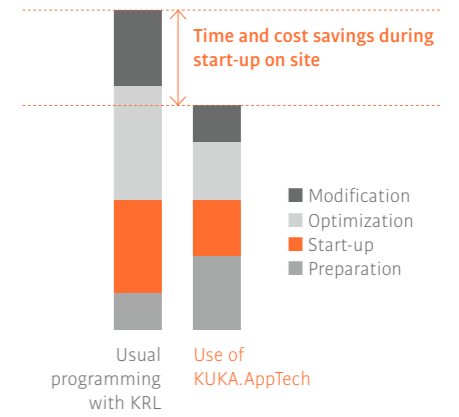 Time and cost savings during
start-up on site
Modification
Optimization
Start-up
Preparation
Usual
programming
with KRL
Use of
KUKA.AppTech